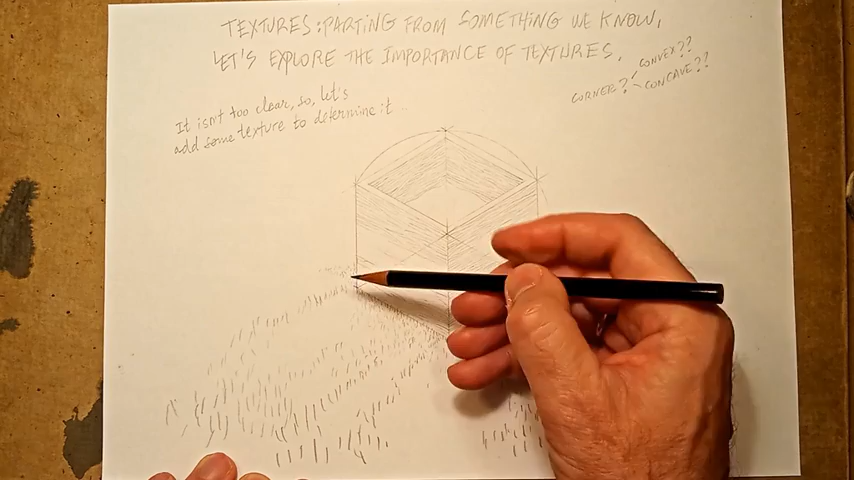 TEXTURES: PARTING FROM SOMETHING WE KNOW,
LET'S EXPLORE THE IMPORTANCE OF TEXTURES.
CORNER? CONVEX??
CONCAVE??
It isn't too clear, so, let's
add some texture to determine it...